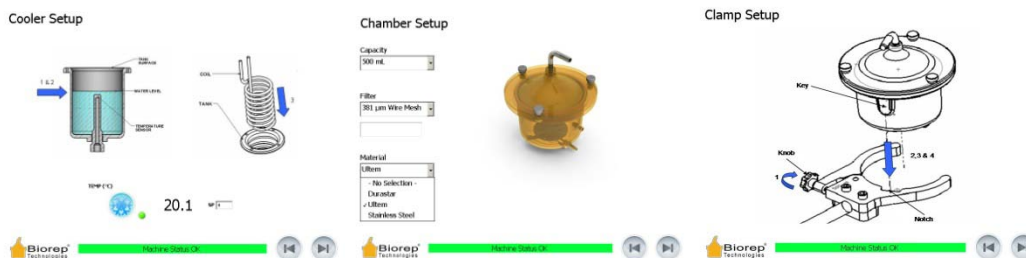 Cooler Setup
TANK SURFACE
1 & 2
WATER LEVEL
TEMPERATURE SENSOR
COIL
3
TANK
TEMP (°C)
20.1
SP
Biorep
Technologies
Machine Status OK
Chamber Setup
Capacity
500 mL
Filter
381 µm Wire Mesh
Material
Ultem
- No Selection -
Durastar
✓ Ultem
Stainless Steel
Biorep
Technologies
Machine Status OK
Clamp Setup
Key
2,3 & 4
Knob
1
Notch
Biorep
Technologies
Machine Status OK